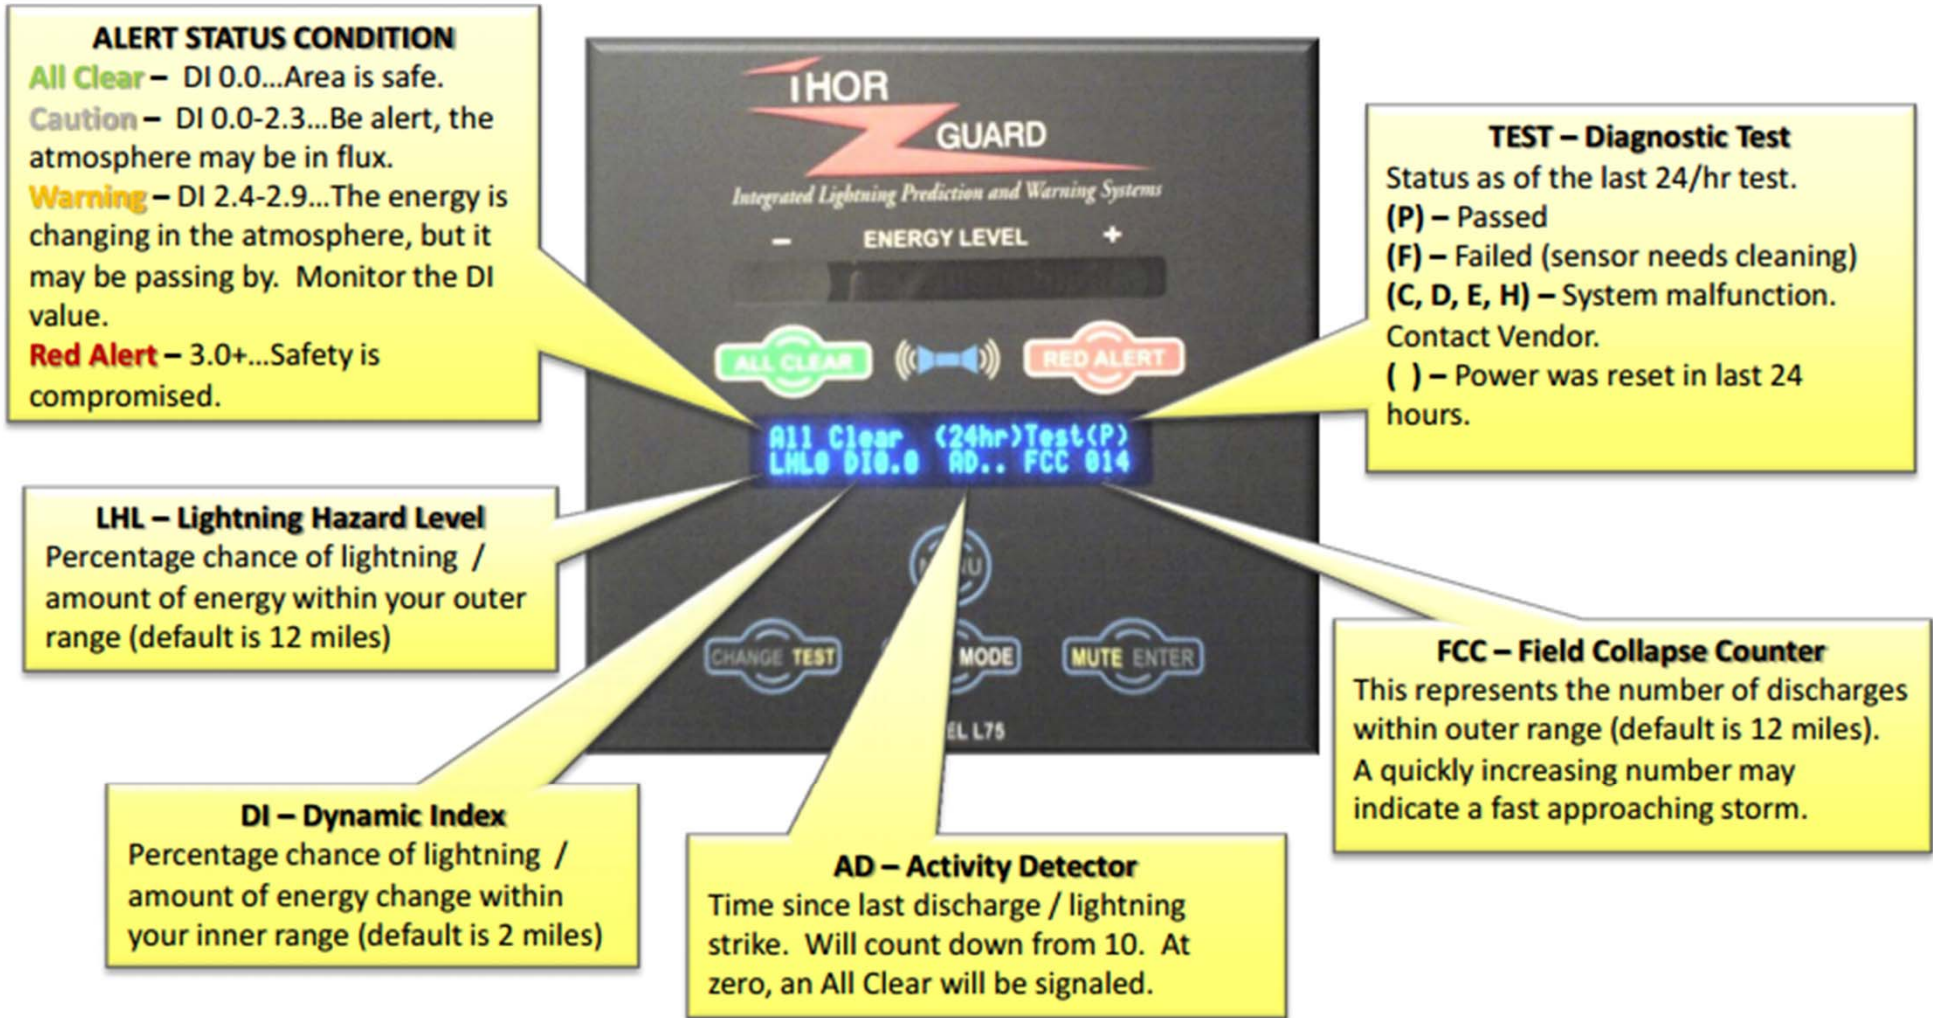 ALERT STATUS CONDITION
All Clear – DI 0.0...Area is safe.
Caution – DI 0.0-2.3...Be alert, the
atmosphere may be in flux.
Warning – DI 2.4-2.9...The energy is
changing in the atmosphere, but it
may be passing by. Monitor the DI
value.
Red Alert – 3.0+...Safety is
compromised.
THOR
GUARD
Integrated Lightning Prediction and Warning Systems
– ENERGY LEVEL +
ALL CLEAR
RED ALERT
All Clear (24hr)Test(P)
LHL0 DI0.0 AD.. FCC 014
CHANGE TEST
MODE
MUTE ENTER
L75
TEST – Diagnostic Test
Status as of the last 24/hr test.
(P) – Passed
(F) – Failed (sensor needs cleaning)
(C, D, E, H) – System malfunction.
Contact Vendor.
( ) – Power was reset in last 24
hours.
LHL – Lightning Hazard Level
Percentage chance of lightning /
amount of energy within your outer
range (default is 12 miles)
DI – Dynamic Index
Percentage chance of lightning /
amount of energy change within
your inner range (default is 2 miles)
AD – Activity Detector
Time since last discharge / lightning
strike. Will count down from 10. At
zero, an All Clear will be signaled.
FCC – Field Collapse Counter
This represents the number of discharges
within outer range (default is 12 miles).
A quickly increasing number may
indicate a fast approaching storm.